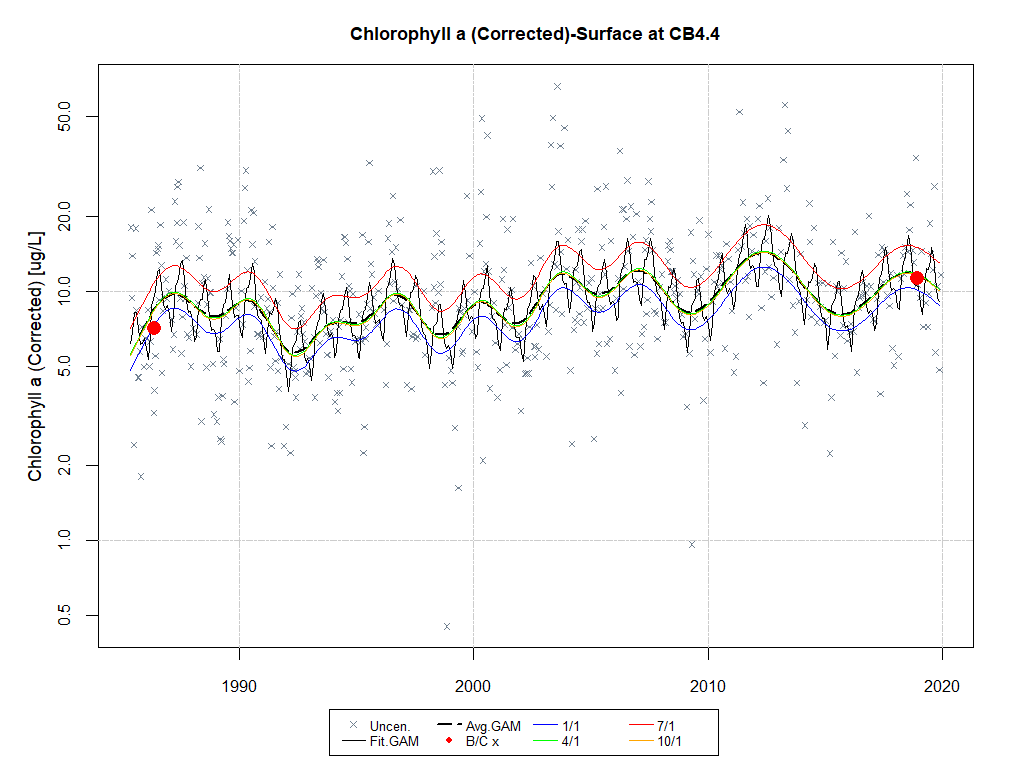 Chlorophyll a (Corrected)-Surface at CB4.4
Chlorophyll a (Corrected) [ug/L]
50.0
20.0
10.0
5.0
2.0
1.0
0.5
1990 2000 2010 2020
Uncen. Avg.GAM 1/1 7/1
Fit.GAM B/C x 4/1 10/1